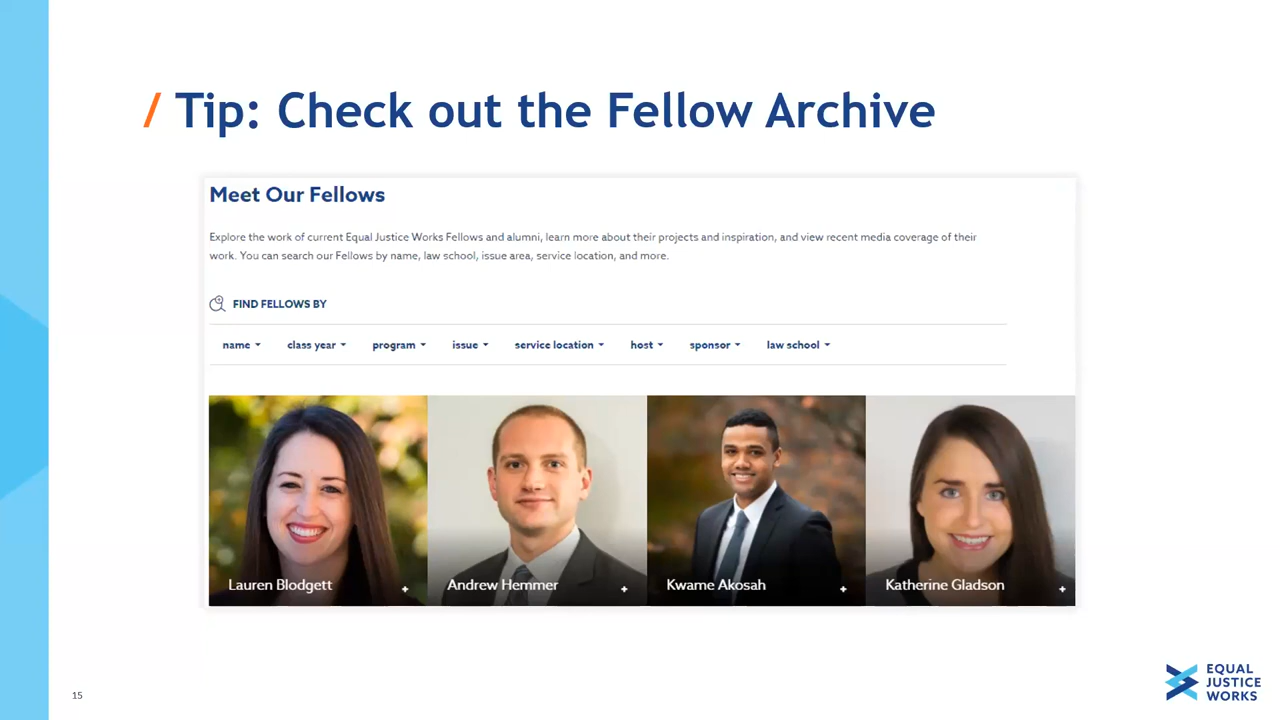 / Tip: Check out the Fellow Archive
Meet Our Fellows
Explore the work of current Equal Justice Works Fellows and alumni, learn more about their projects and inspiration, and view recent media coverage of their
work. You can search our Fellows by name, law school, issue area, service location, and more.
FIND FELLOWS BY
name class year program issue service location host sponsor law school
Lauren Blodgett + Andrew Hemmer + Kwame Akosah + Katherine Gladson +
15
EQUAL
JUSTICE
WORKS